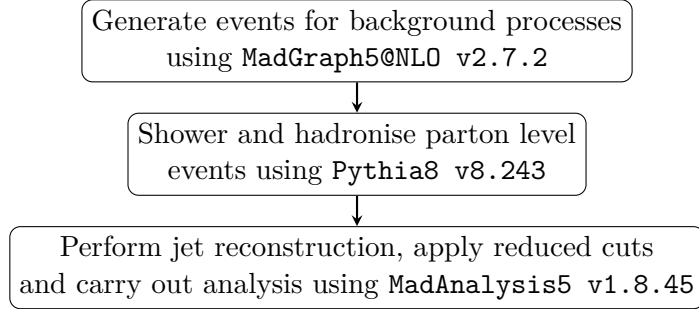 Generate events for background processes
using MadGraph5@NLO v2.7.2
Shower and hadronise parton level
events using Pythia8 v8.243
Perform jet reconstruction, apply reduced cuts
and carry out analysis using MadAnalysis5 v1.8.45